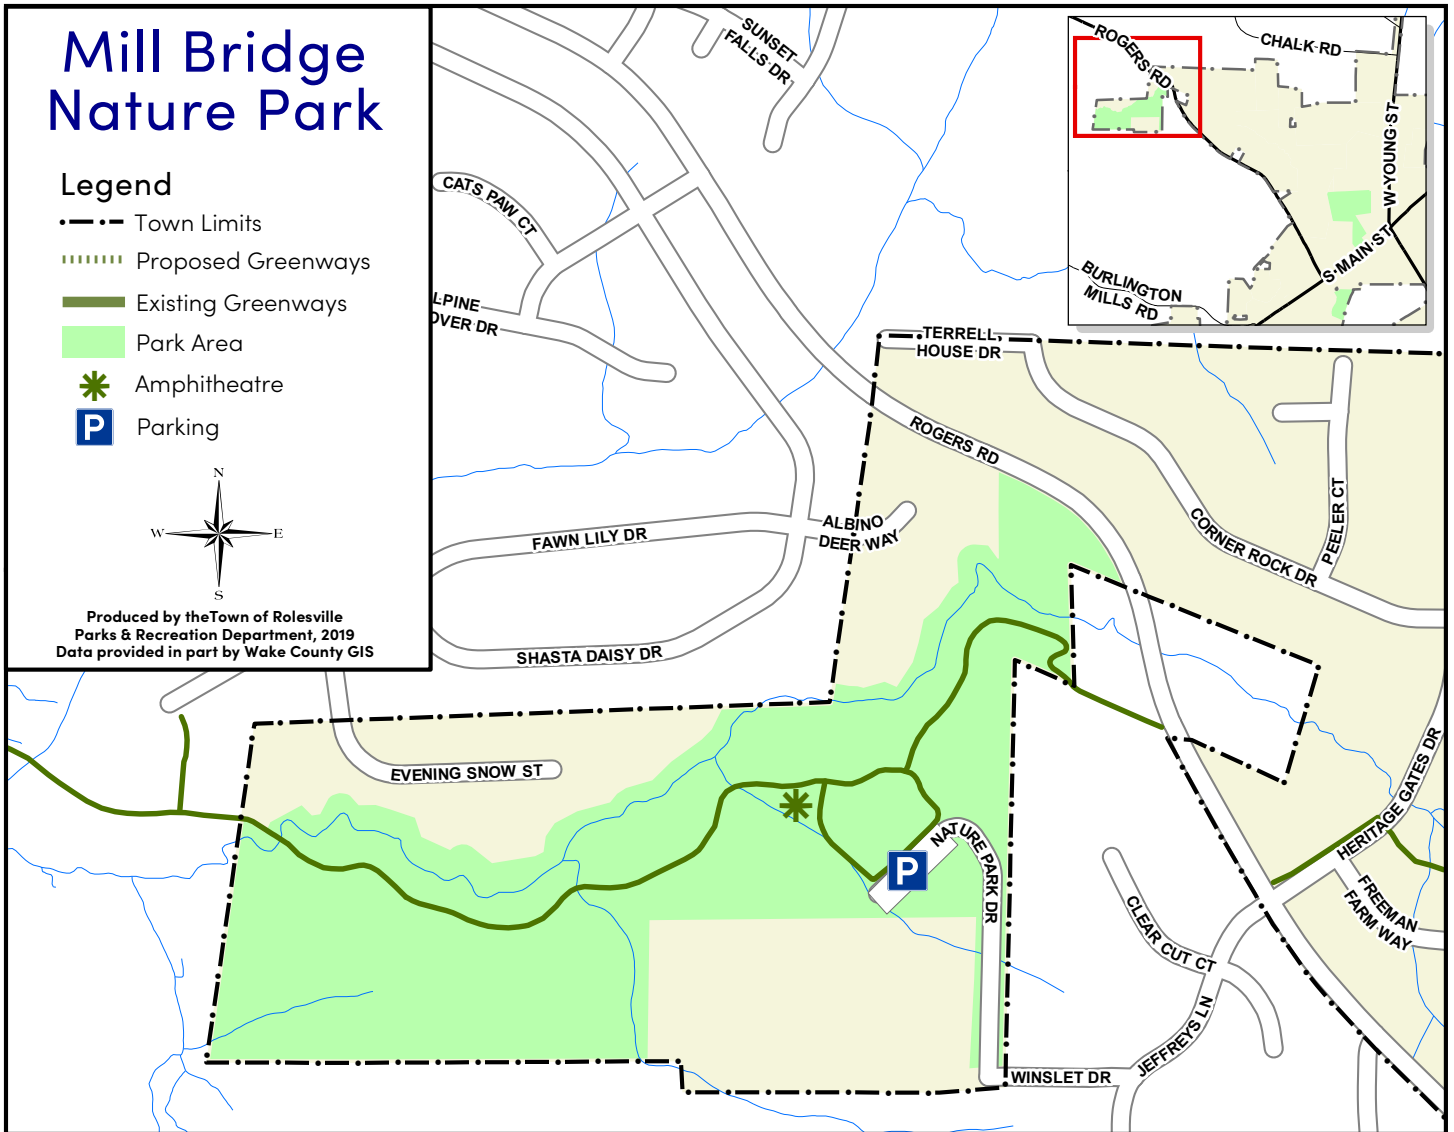 Mill Bridge
Nature Park
Legend
Town Limits
Proposed Greenways
Existing Greenways
Park Area
Amphitheatre
P
Parking
N
W
E
S
Produced by theTown of Rolesville
Parks & Recreation Department, 2019
Data provided in part by Wake County GIS
SUNSET
FALLS DR
CATS PAW CT
LPINE
OVER DR
ROGERS RD
CHALK RD
W-YOUNG ST
S-MAIN ST
BURLINGTON
MILLS RD
TERRELL
HOUSE DR
ROGERS RD
PEELER CT
CORNER ROCK DR
ALBINO
DEER WAY
FAWN LILY DR
SHASTA DAISY DR
EVENING SNOW ST
NATURE PARK DR
P
HERITAGE GATES DR
FREEMAN
FARM WAY
CLEAR CUT CT
JEFFREYS LN
WINSLET DR